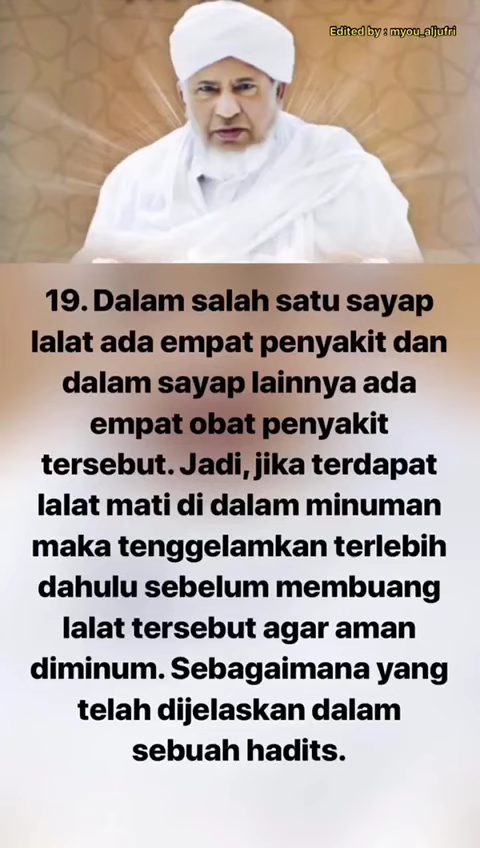 Edited by : myou_aljufri
19. Dalam salah satu sayap
lalat ada empat penyakit dan
dalam sayap lainnya ada
empat obat penyakit
tersebut. Jadi, jika terdapat
lalat mati di dalam minuman
maka tenggelamkan terlebih
dahulu sebelum membuang
lalat tersebut agar aman
diminum. Sebagaimana yang
telah dijelaskan dalam
sebuah hadits.